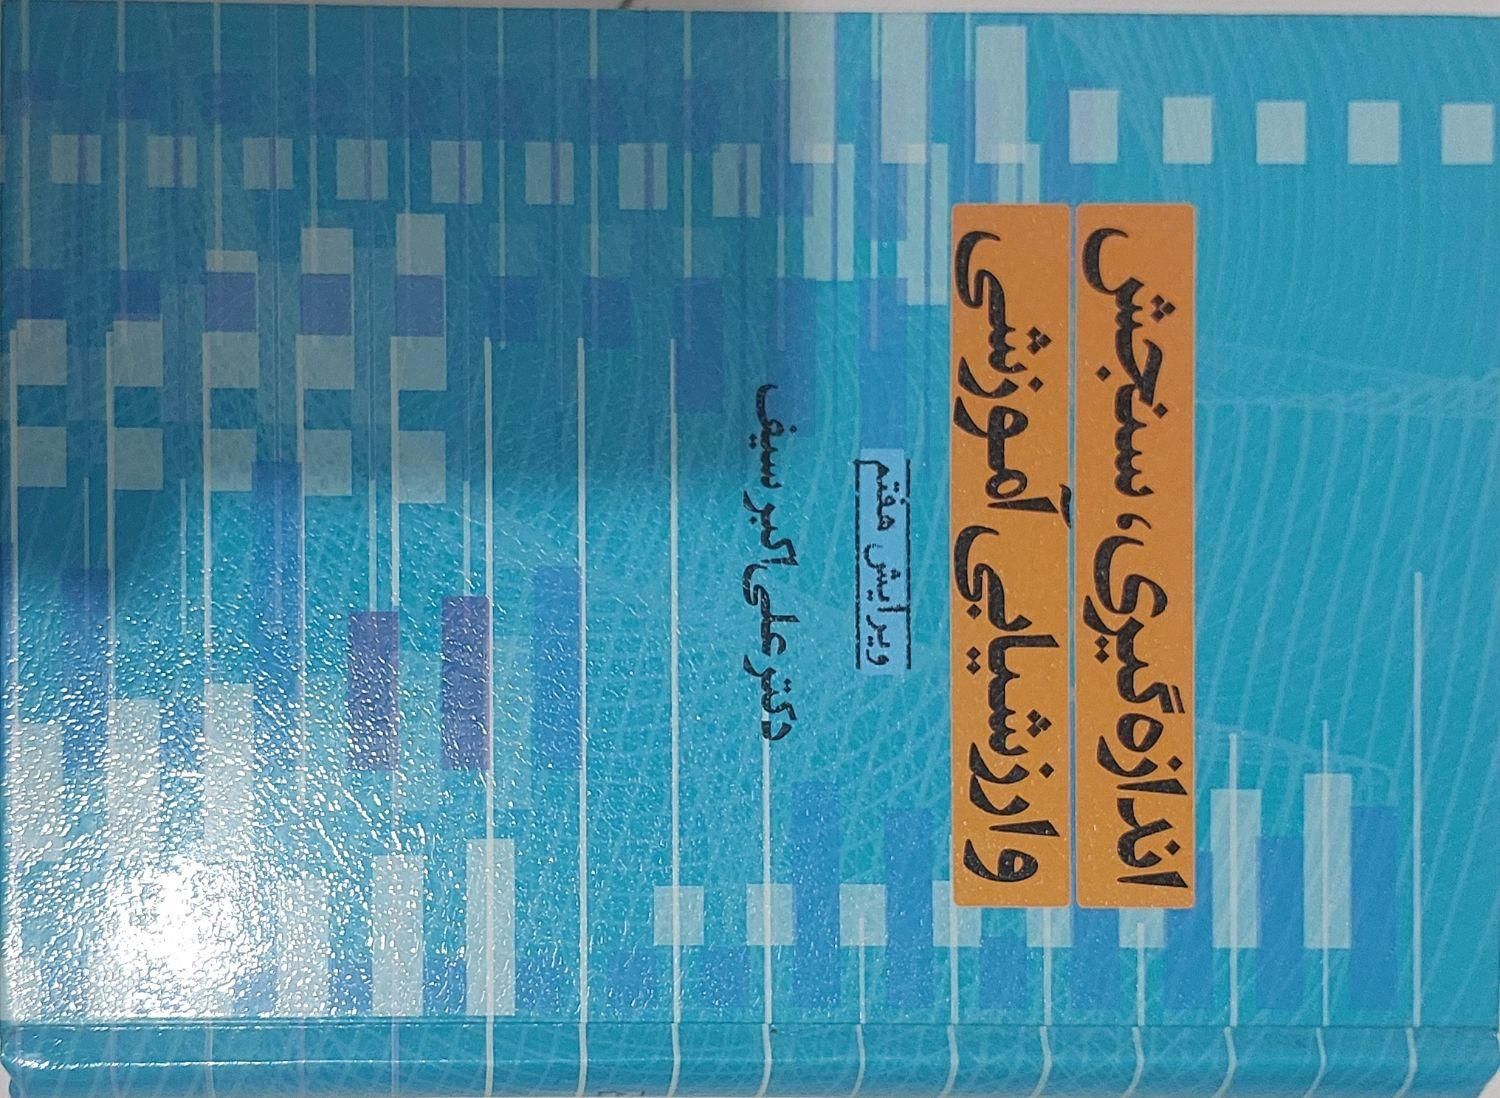 اندازه‌گیری، سنجش
و ارزشیابی آموزشی
ویرایش هفتم
دکتر علی‌اکبر سیف